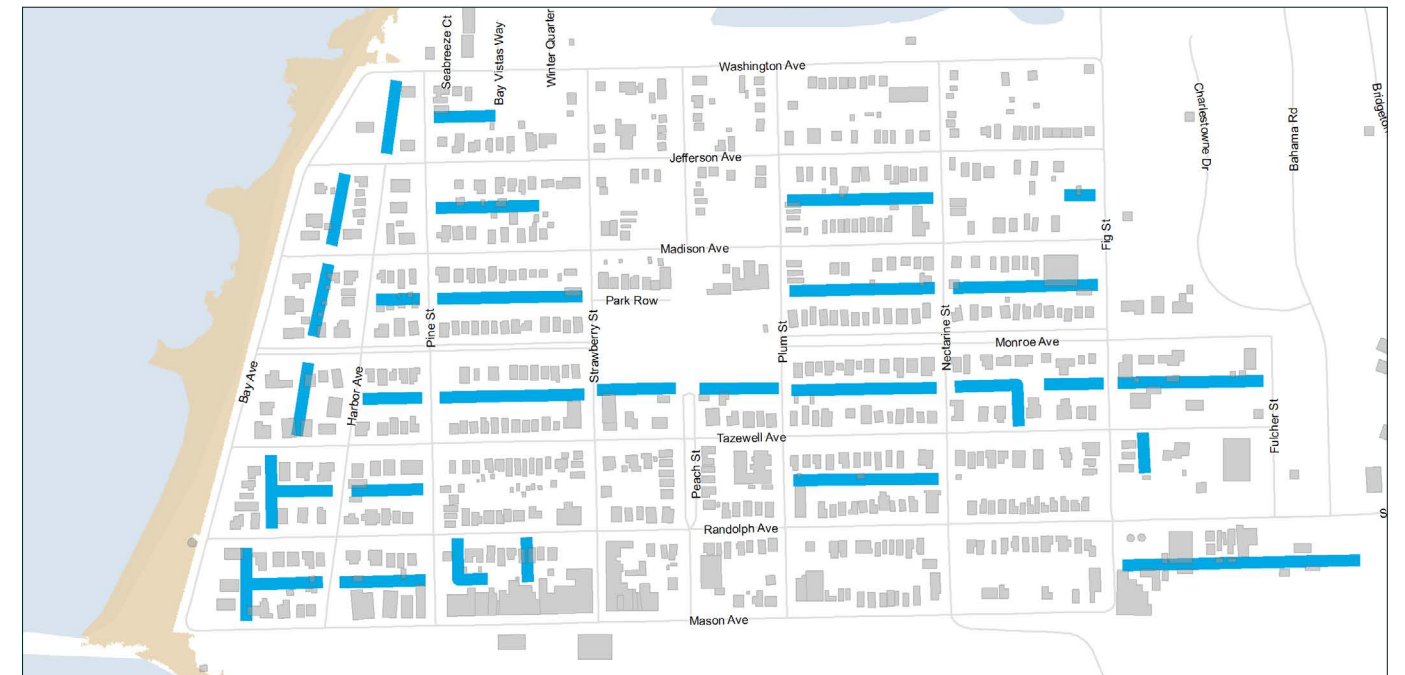 Seabreeze Ct
Bay Vistas Way
Winter Quarter
Washington Ave
Charlestowne Dr
Bahama Rd
Jefferson Ave
Madison Ave
Fig St
Park Row
Pine St
Strawberry St
Plum St
Nectarine St
Monroe Ave
Bay Ave
Harbor Ave
Tazewell Ave
Peach St
Fulcher St
Randolph Ave
S
Mason Ave